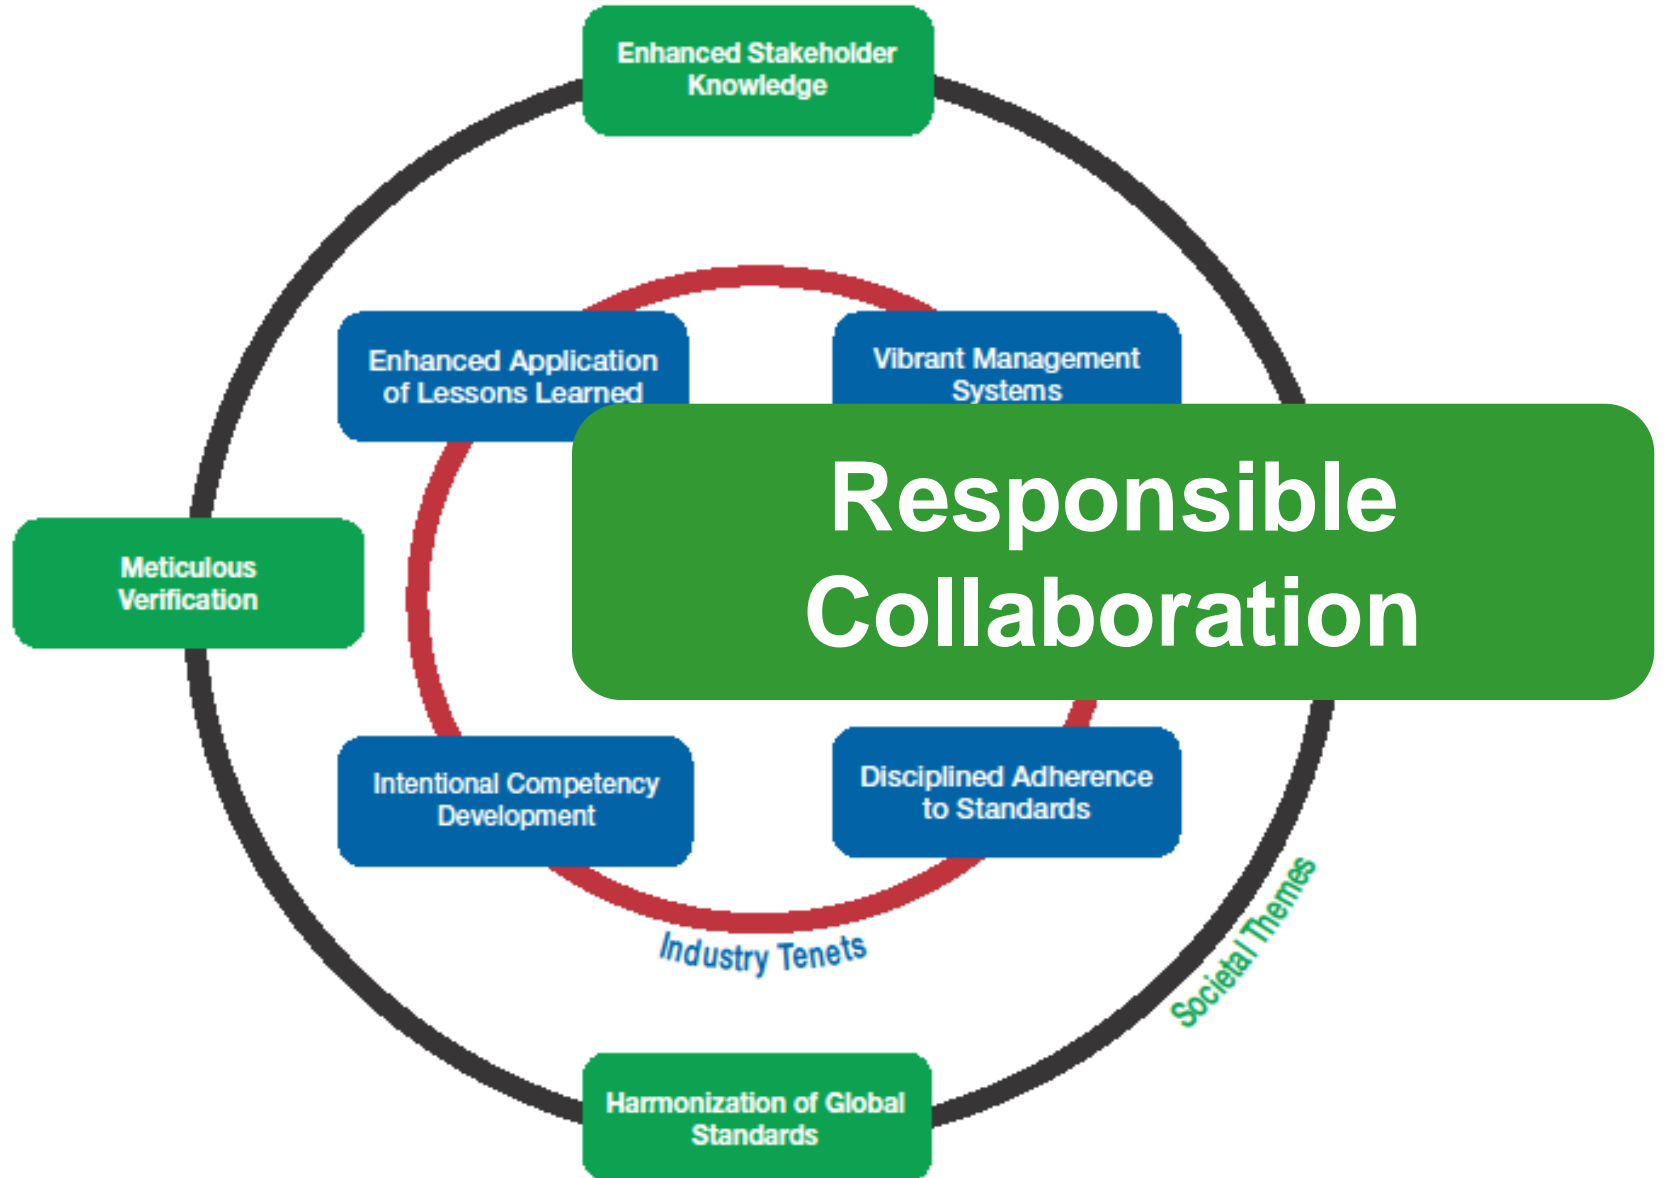 Enhanced Stakeholder
Knowledge
Enhanced Application
of Lessons Learned
Vibrant Management
Systems
Responsible
Collaboration
Meticulous
Verification
Intentional Competency
Development
Disciplined Adherence
to Standards
Industry Tenets
Societal Themes
Harmonization of Global
Standards